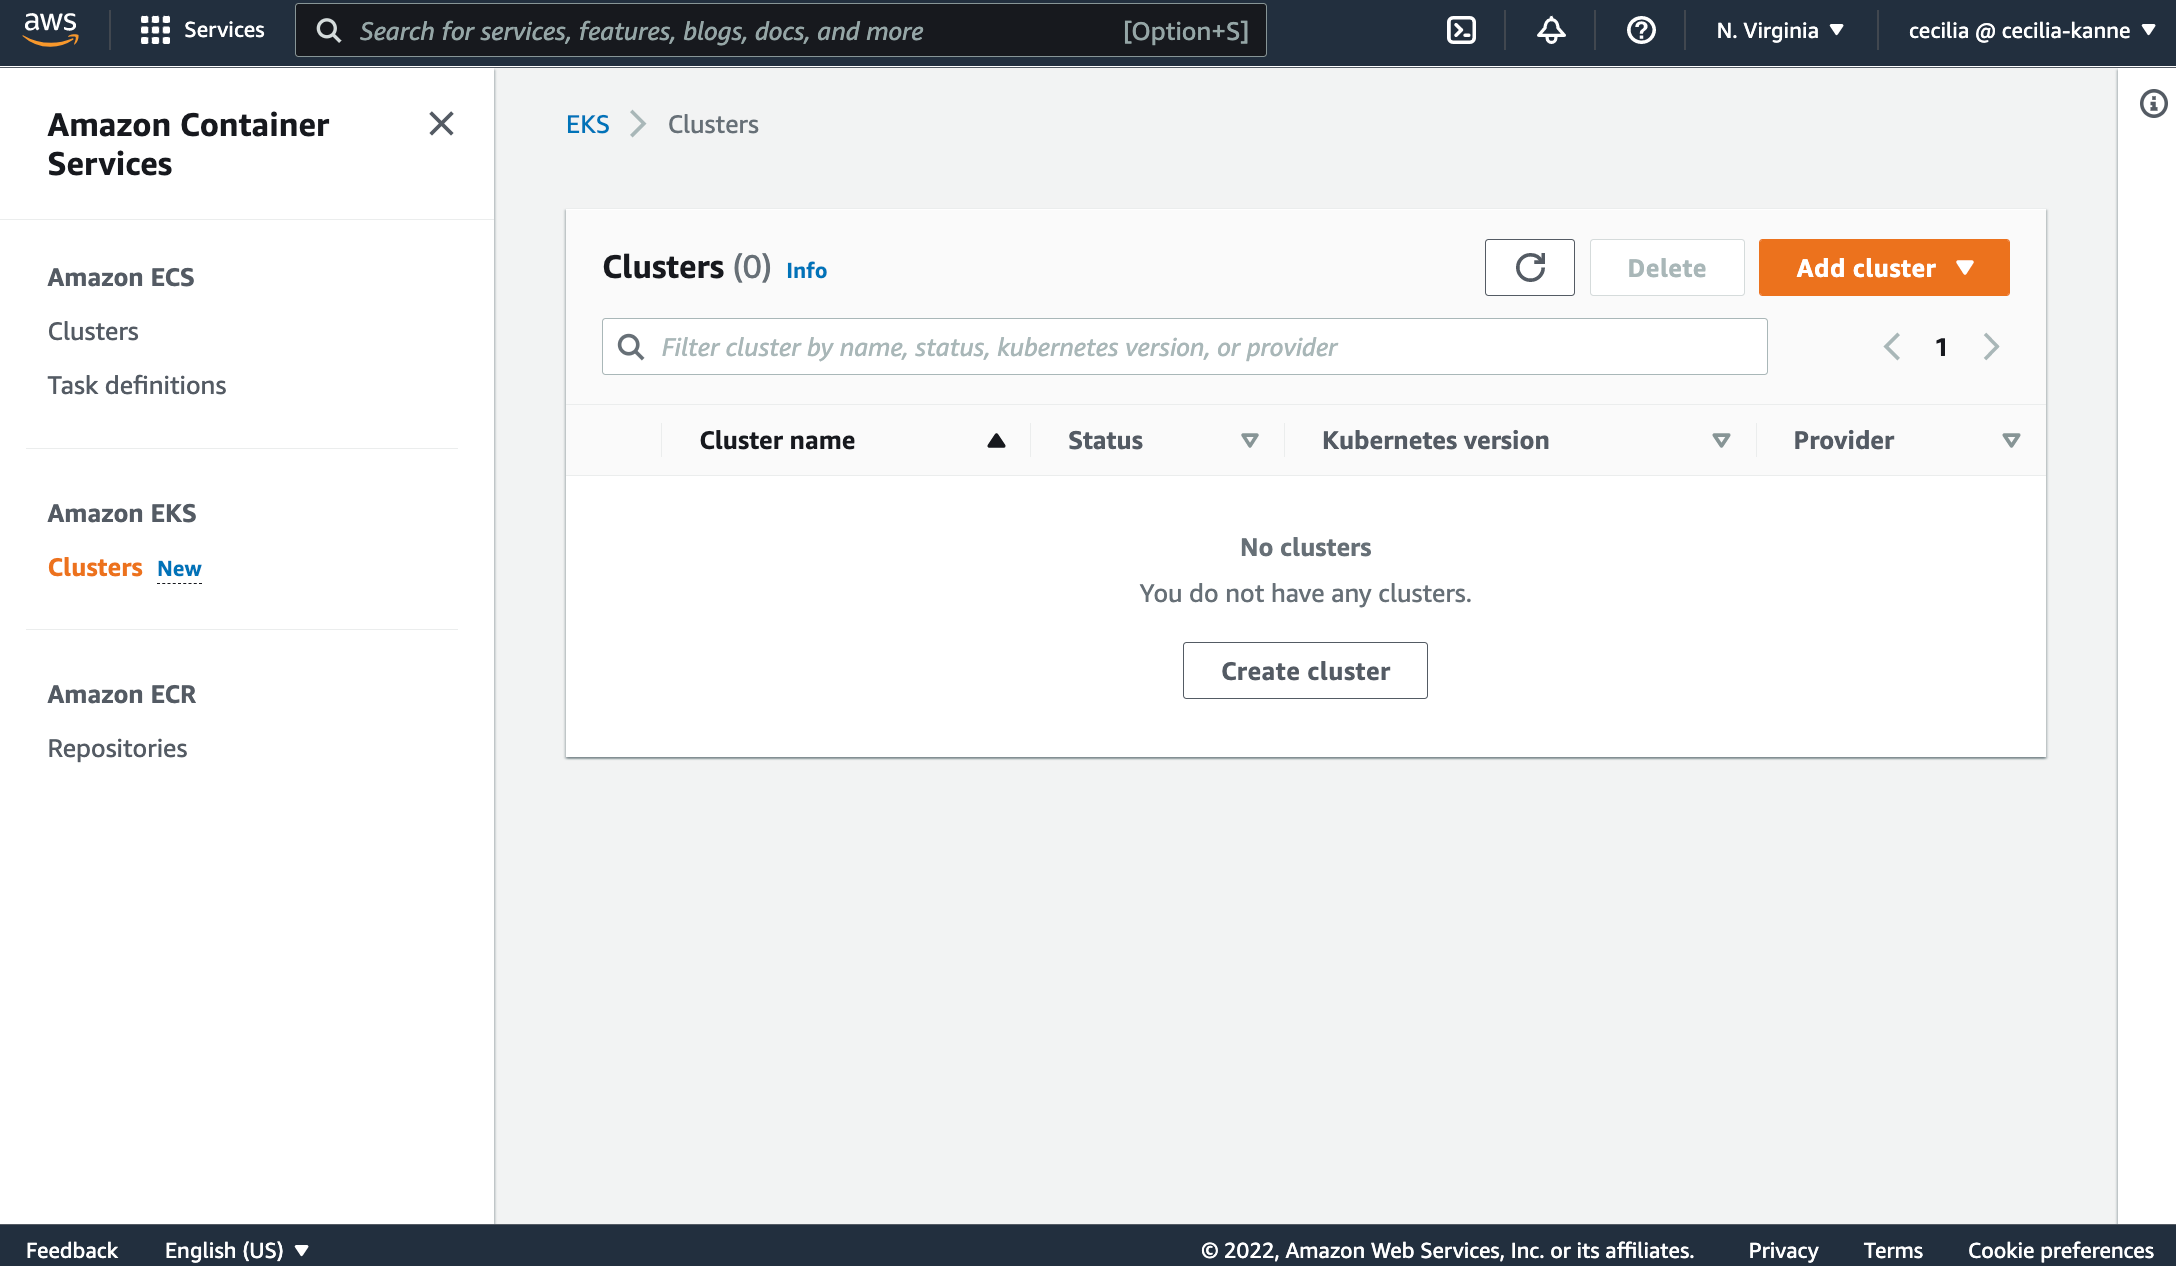 aws
Services
Search for services, features, blogs, docs, and more
[Option+S]
N. Virginia
cecilia @ cecilia-kanne
Amazon Container
Services
Amazon ECS
Clusters
Task definitions
Amazon EKS
Clusters New
Amazon ECR
Repositories
EKS
Clusters
Clusters (0) Info
Delete
Add cluster
Filter cluster by name, status, kubernetes version, or provider
1
Cluster name
Status
Kubernetes version
Provider
No clusters
You do not have any clusters.
Create cluster
Feedback
English (US)
© 2022, Amazon Web Services, Inc. or its affiliates.
Privacy
Terms
Cookie preferences